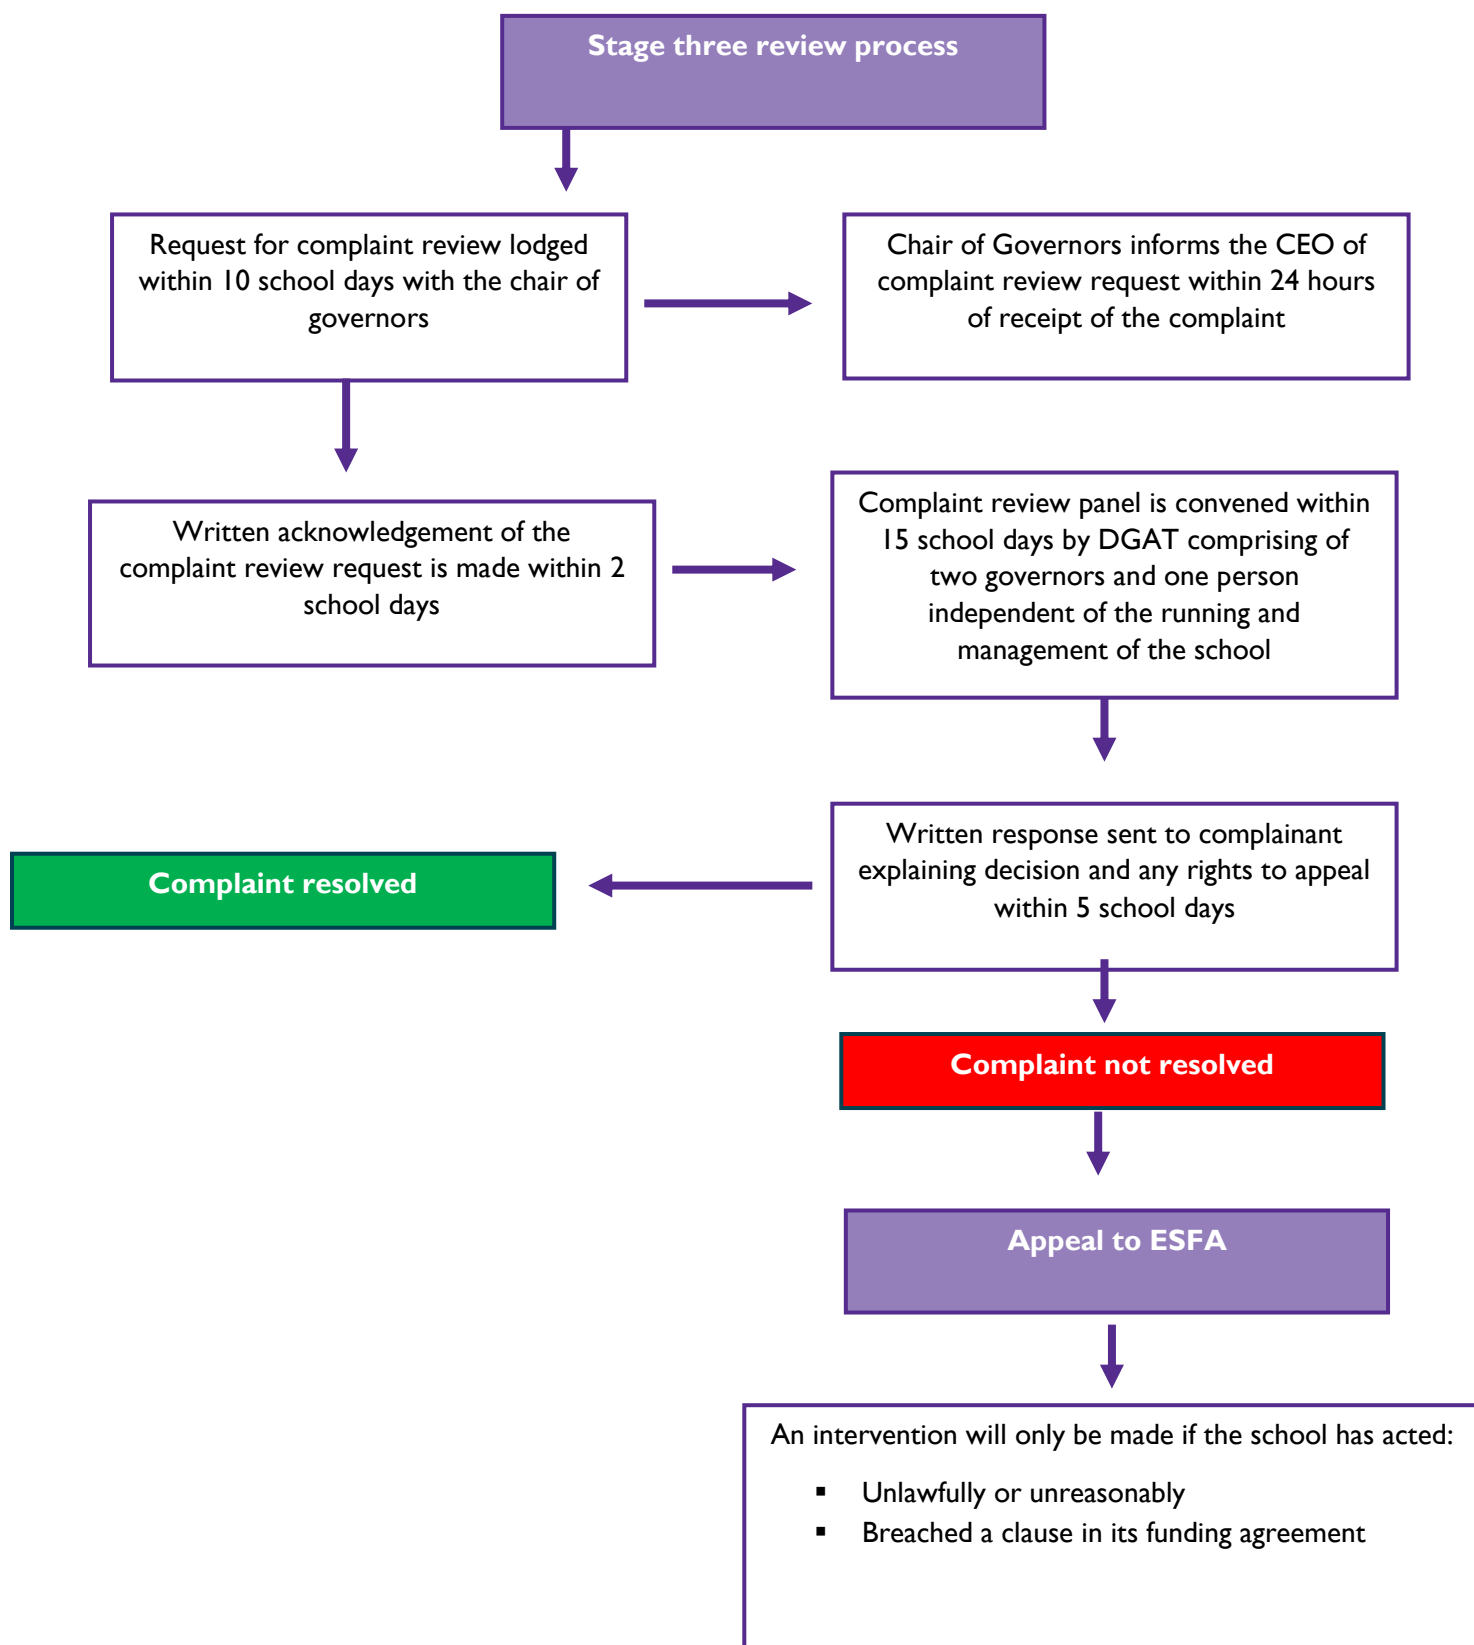 Stage three review process
Request for complaint review lodged
within 10 school days with the chair of
governors
Chair of Governors informs the CEO of
complaint review request within 24 hours
of receipt of the complaint
Written acknowledgement of the
complaint review request is made within 2
school days
Complaint review panel is convened within
15 school days by DGAT comprising of
two governors and one person
independent of the running and
management of the school
Written response sent to complainant
explaining decision and any rights to appeal
within 5 school days
Complaint resolved
Complaint not resolved
Appeal to ESFA
An intervention will only be made if the school has acted:
▪ Unlawfully or unreasonably
▪ Breached a clause in its funding agreement